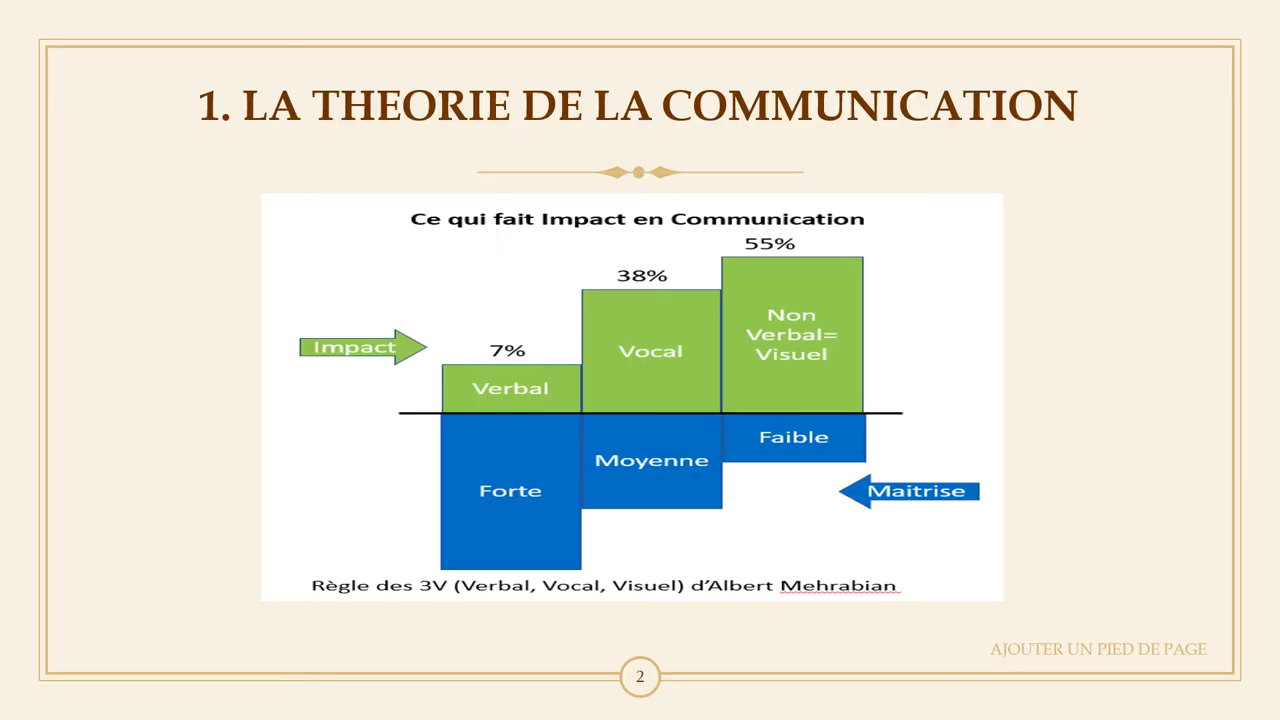 1. LA THEORIE DE LA COMMUNICATION
Ce qui fait Impact en Communication
55%
38%
7%
Impact
Verbal
Vocal
Non
Verbal=
Visuel
Forte
Moyenne
Faible
Maitrise
Règle des 3V (Verbal, Vocal, Visuel) d’Albert Mehrabian
AJOUTER UN PIED DE PAGE
2